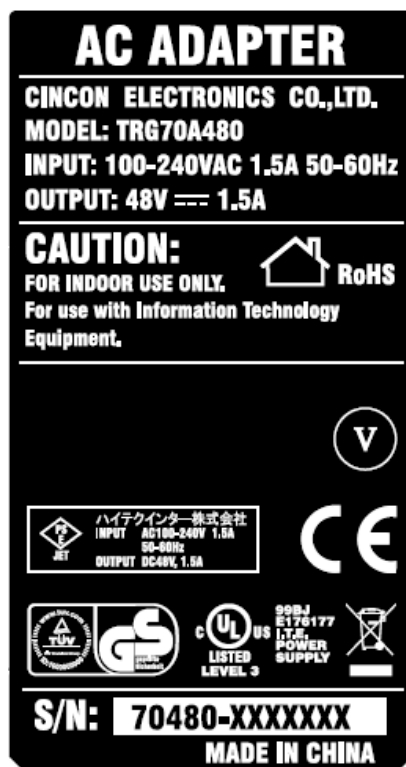 AC ADAPTER
CINCON ELECTRONICS CO.,LTD.
MODEL: TRG70A480
INPUT: 100-240VAC 1.5A 50-60Hz
OUTPUT: 48V ⎓ 1.5A
CAUTION:
FOR INDOOR USE ONLY.
RoHS
For use with Information Technology
Equipment.
V
PS
E
JET
ハイテクインター株式会社
INPUT AC100-240V 1.5A
50-60Hz
OUTPUT DC48V, 1.5A
CE
TÜV
GS
geprüfte
Sicherheit
C UL US
LISTED
LEVEL 3
99BJ
E176177
I.T.E.
POWER
SUPPLY
S/N: 70480-XXXXXXX
MADE IN CHINA